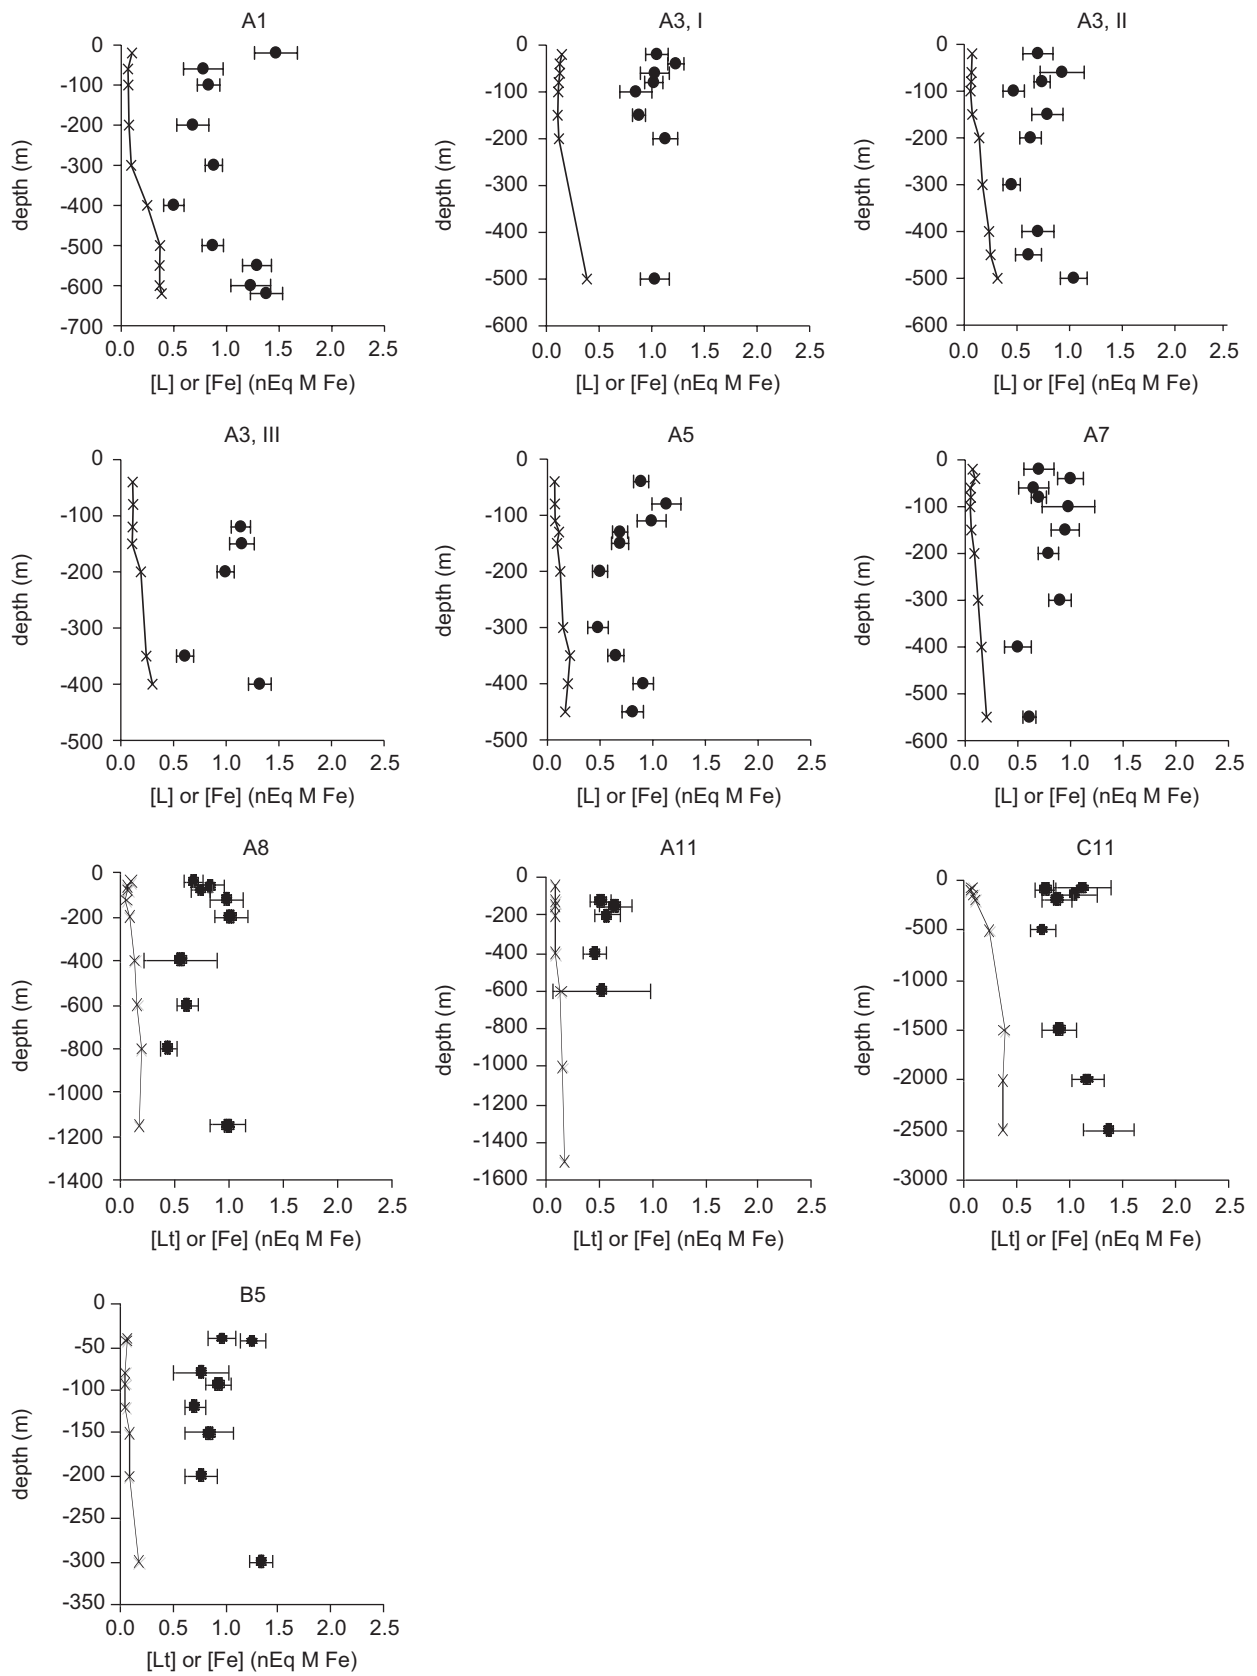 A1
0
-100
-200
-300
-400
-500
-600
-700
depth (m)
0.0 0.5 1.0 1.5 2.0 2.5
[L] or [Fe] (nEq M Fe)
A3, I
0
-100
-200
-300
-400
-500
-600
depth (m)
0.0 0.5 1.0 1.5 2.0 2.5
[L] or [Fe] (nEq M Fe)
A3, II
0
-100
-200
-300
-400
-500
-600
depth (m)
0.0 0.5 1.0 1.5 2.0 2.5
[L] or [Fe] (nEq M Fe)
A3, III
0
-100
-200
-300
-400
-500
depth (m)
0.0 0.5 1.0 1.5 2.0 2.5
[L] or [Fe] (nEq M Fe)
A5
0
-100
-200
-300
-400
-500
depth (m)
0.0 0.5 1.0 1.5 2.0 2.5
[L] or [Fe] (nEq M Fe)
A7
0
-100
-200
-300
-400
-500
-600
depth (m)
0.0 0.5 1.0 1.5 2.0 2.5
[L] or [Fe] (nEq M Fe)
A8
0
-200
-400
-600
-800
-1000
-1200
-1400
depth (m)
0.0 0.5 1.0 1.5 2.0 2.5
[Lt] or [Fe] (nEq M Fe)
A11
0
-200
-400
-600
-800
-1000
-1200
-1400
-1600
depth (m)
0.0 0.5 1.0 1.5 2.0 2.5
[Lt] or [Fe] (nEq M Fe)
C11
0
-500
-1000
-1500
-2000
-2500
-3000
depth (m)
0.0 0.5 1.0 1.5 2.0 2.5
[Lt] or [Fe] (nEq M Fe)
B5
0
-50
-100
-150
-200
-250
-300
-350
depth (m)
0.0 0.5 1.0 1.5 2.0 2.5
[Lt] or [Fe] (nEq M Fe)